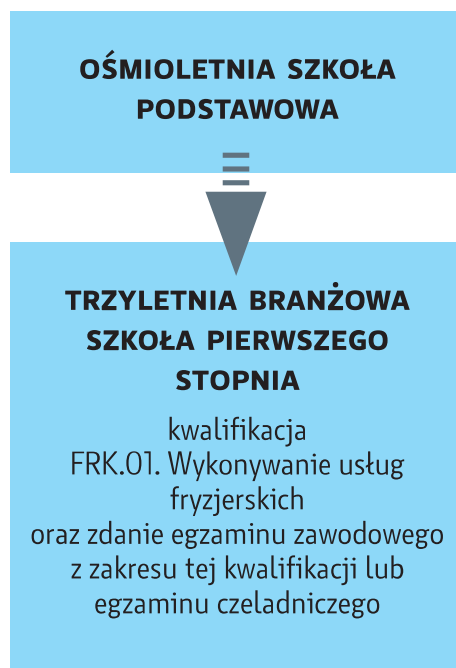 OŚMIOLETNIA SZKOŁA
PODSTAWOWA
TRZYLETNIA BRANŻOWA
SZKOŁA PIERWSZEGO
STOPNIA
kwalifikacja
FRK.01. Wykonywanie usług
fryzjerskich
oraz zdanie egzaminu zawodowego
z zakresu tej kwalifikacji lub
egzaminu czeladniczego